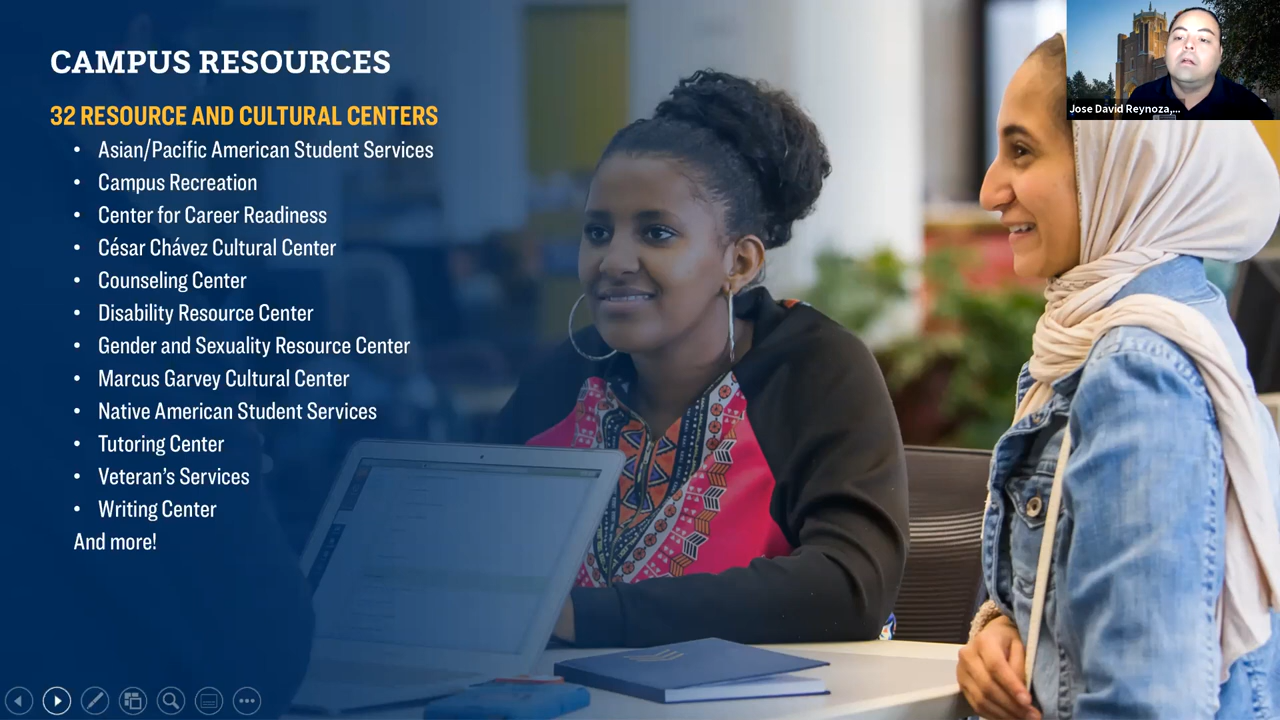 CAMPUS RESOURCES
32 RESOURCE AND CULTURAL CENTERS
• Asian/Pacific American Student Services
• Campus Recreation
• Center for Career Readiness
• César Chávez Cultural Center
• Counseling Center
• Disability Resource Center
• Gender and Sexuality Resource Center
• Marcus Garvey Cultural Center
• Native American Student Services
• Tutoring Center
• Veteran’s Services
• Writing Center
And more!
Jose David Reynoza,...